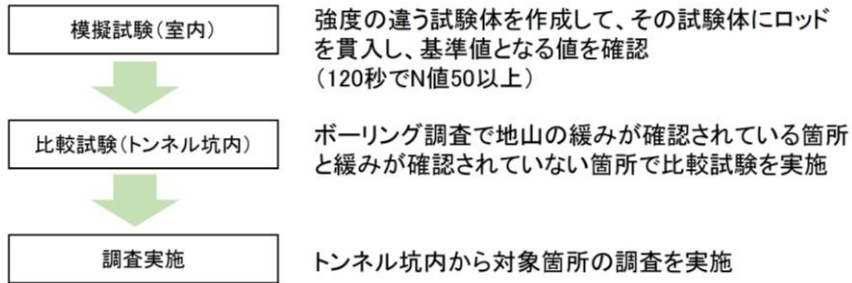 模擬試験(室内)
強度の違う試験体を作成して、その試験体にロッド
を貫入し、基準値となる値を確認
(120秒でN値50以上)
比較試験(トンネル坑内)
ボーリング調査で地山の緩みが確認されている箇所
と緩みが確認されていない箇所で比較試験を実施
調査実施
トンネル坑内から対象箇所の調査を実施